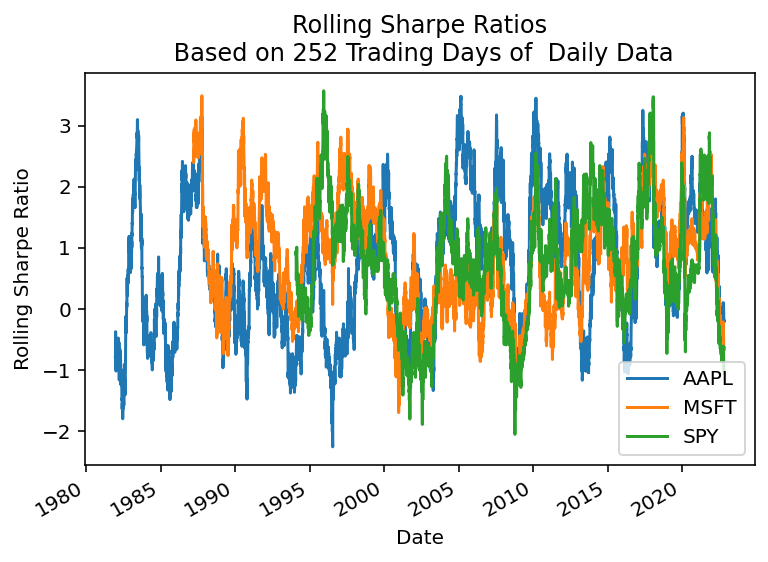 Rolling Sharpe Ratios
Based on 252 Trading Days of  Daily Data
Rolling Sharpe Ratio
3
2
1
0
−1
−2
AAPL
MSFT
SPY
1980
1985
1990
1995
2000
2005
2010
2015
2020
Date